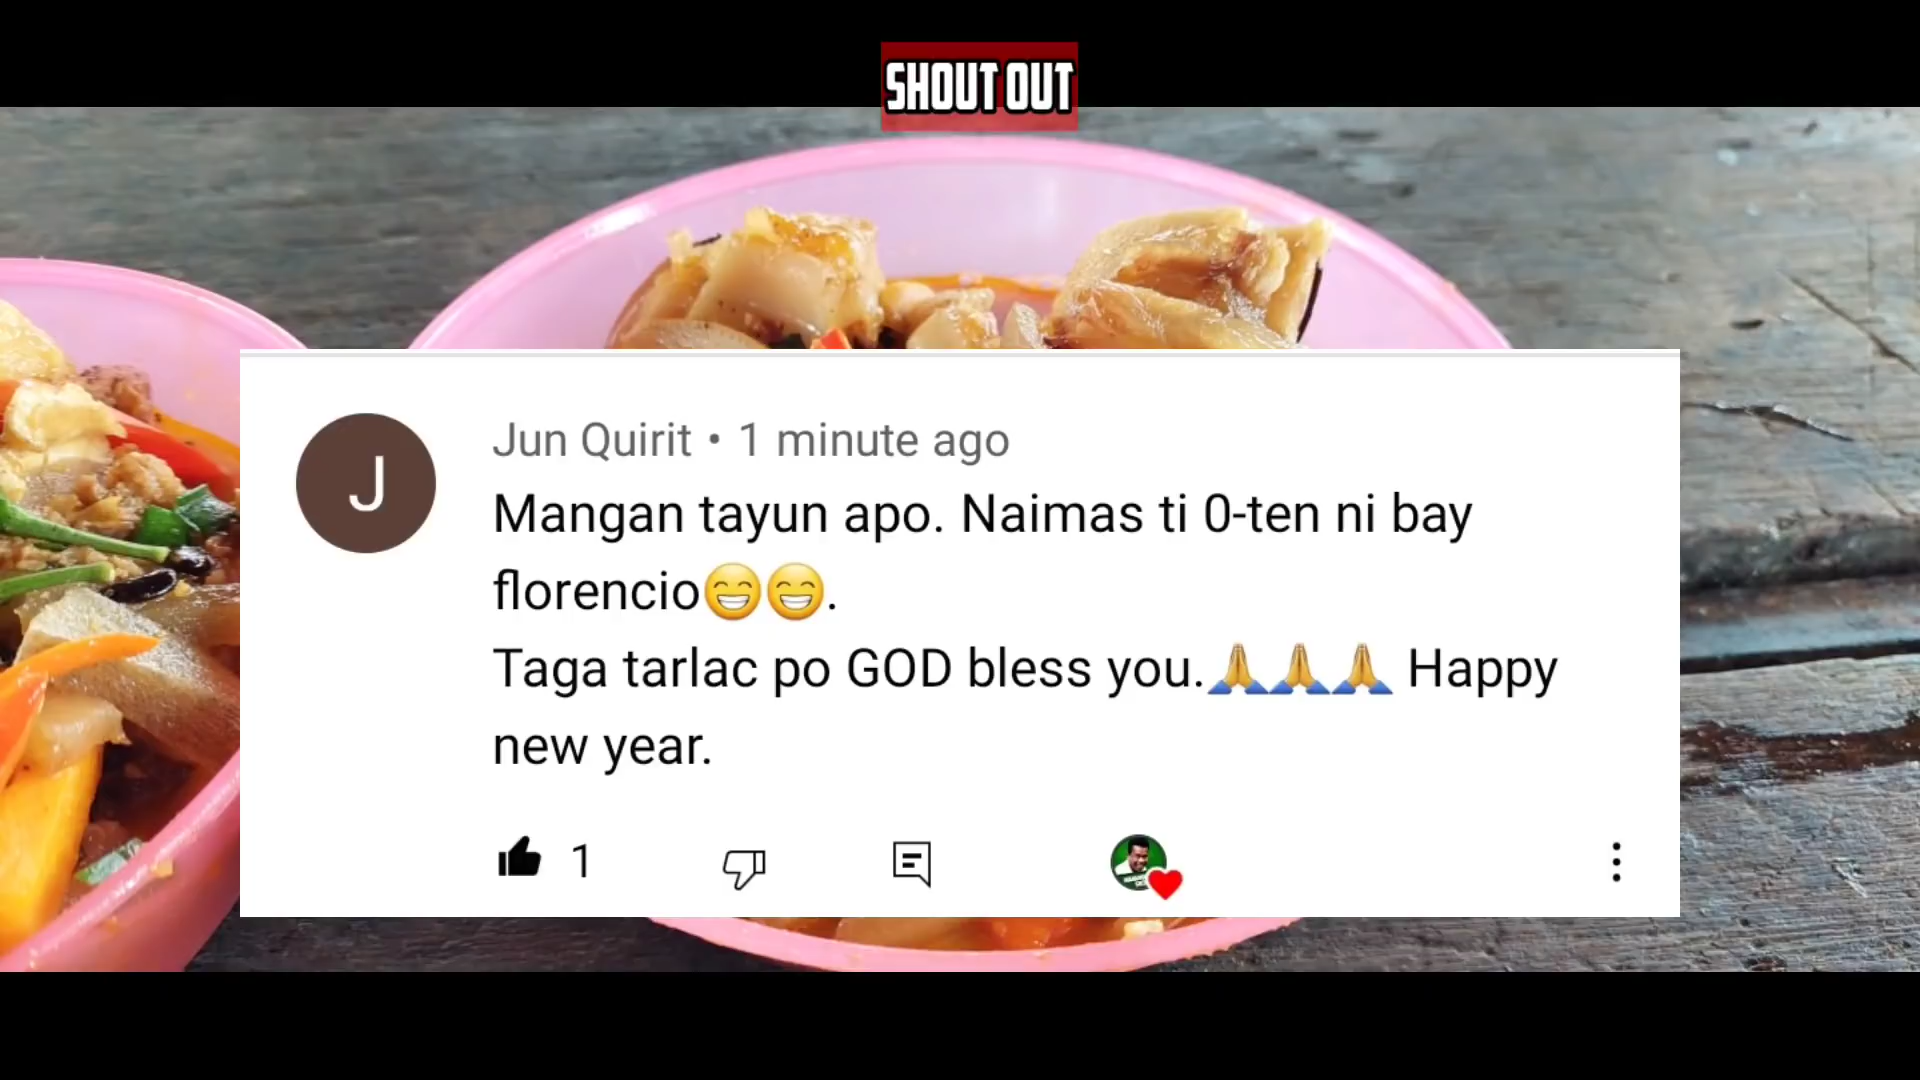 SHOUT OUT
J
Jun Quirit • 1 minute ago
Mangan tayun apo. Naimas ti 0-ten ni bay
florencio😁😁.
Taga tarlac po GOD bless you.🙏🙏🙏 Happy
new year.
1